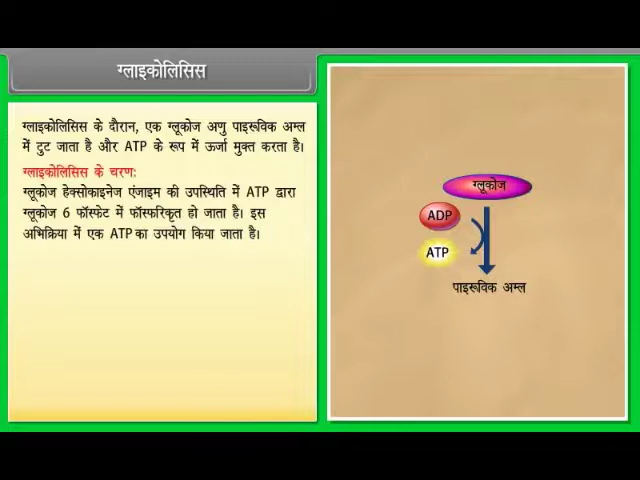 ग्लाइकोलिसिस
ग्लाइकोलिसिस के दौरान, एक ग्लूकोज अणु पाइरूविक अम्ल
में टुट जाता है और ATP के रूप में ऊर्जा मुक्त करता है।
ग्लाइकोलिसिस के चरण:
ग्लूकोज हेक्सोकाइनेज एंजाइम की उपस्थिति में ATP द्वारा
ग्लूकोज 6 फॉस्फेट में फॉस्फरिकृत हो जाता है। इस
अभिक्रिया में एक ATP का उपयोग किया जाता है।
ग्लूकोज
ADP
ATP
पाइरूविक अम्ल